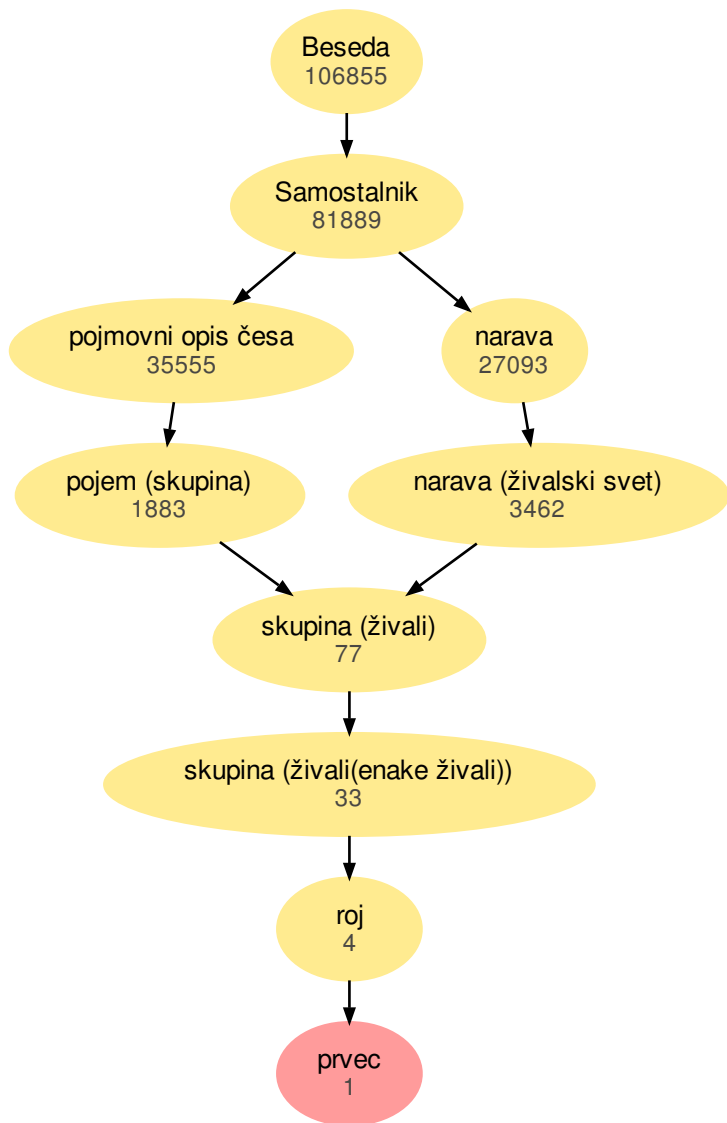 Beseda
106855
Samostalnik
81889
pojmovni opis česa
35555
narava
27093
pojem (skupina)
1883
narava (živalski svet)
3462
skupina (živali)
77
skupina (živali(enake živali))
33
roj
4
prvec
1